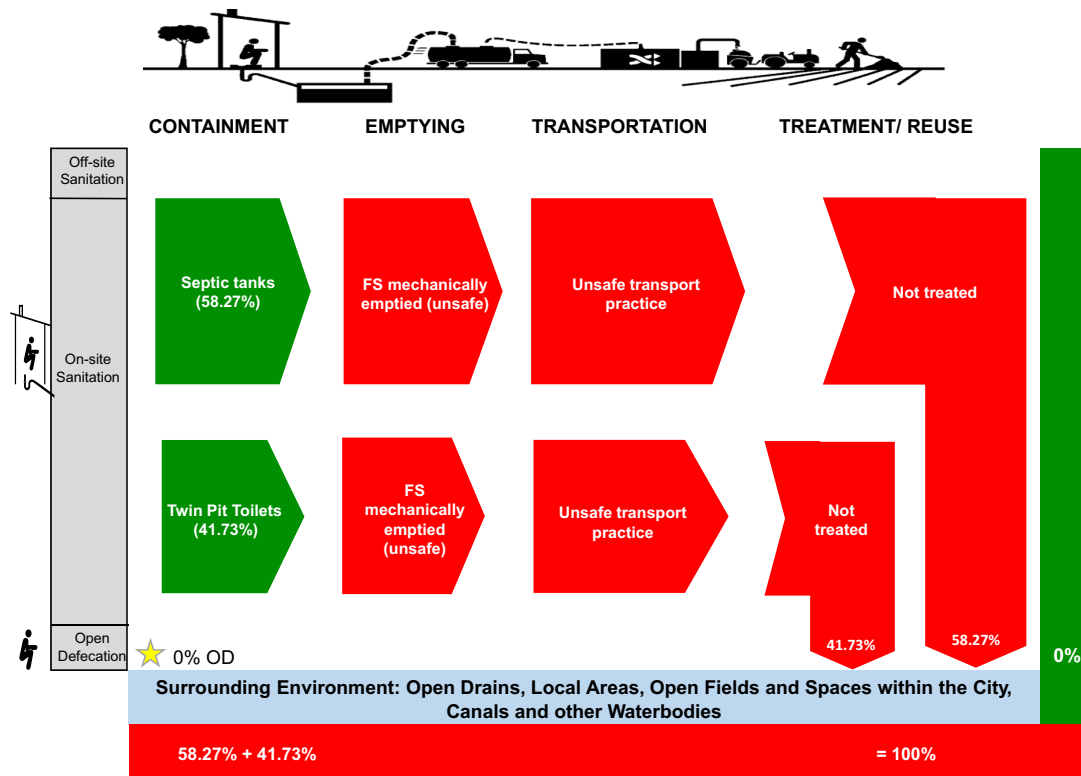 CONTAINMENT
EMPTYING
TRANSPORTATION
TREATMENT/ REUSE
Off-site
Sanitation
Septic tanks
(58.27%)
FS mechanically
emptied (unsafe)
Unsafe transport
practice
Not treated
On-site
Sanitation
Twin Pit Toilets
(41.73%)
FS
mechanically
emptied
(unsafe)
Unsafe transport
practice
Not
treated
Open
Defecation
0% OD
41.73%
58.27%
0%
Surrounding Environment: Open Drains, Local Areas, Open Fields and Spaces within the City,
Canals and other Waterbodies
58.27% + 41.73%
= 100%